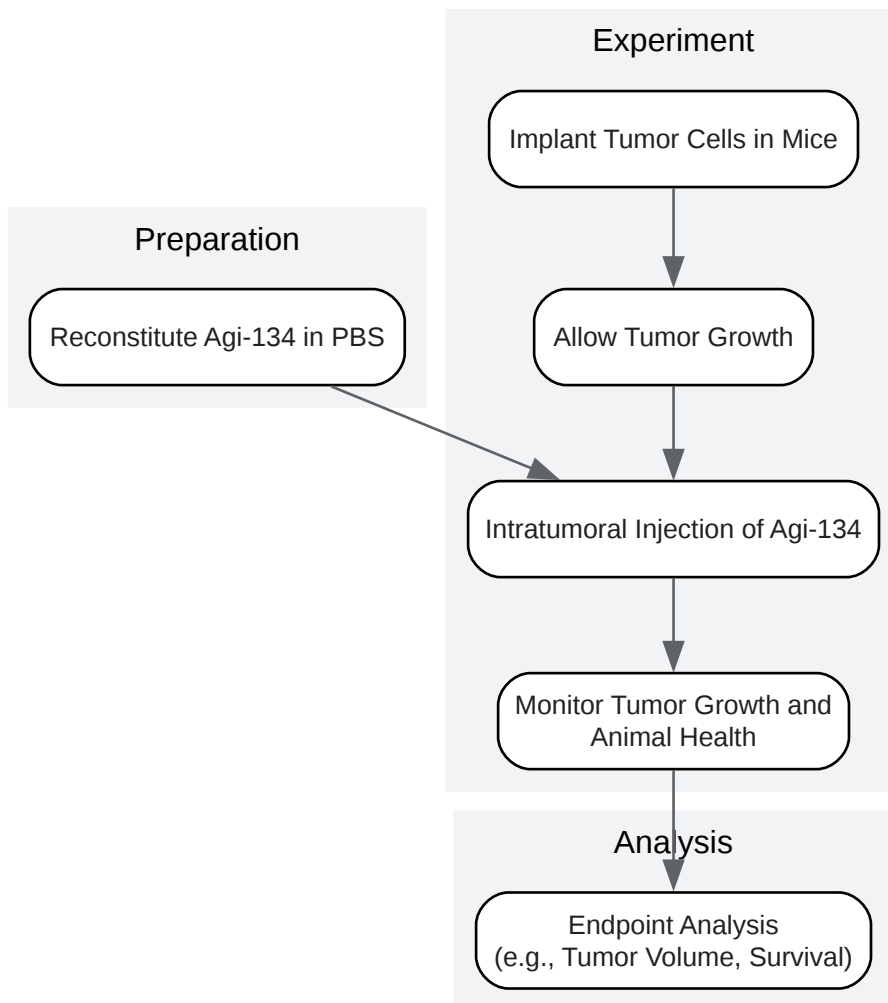 Experiment
Implant Tumor Cells in Mice
Preparation
Reconstitute Agi-134 in PBS
Allow Tumor Growth
Intratumoral Injection of Agi-134
Monitor Tumor Growth and
Animal Health
Analysis
Endpoint Analysis
(e.g., Tumor Volume, Survival)